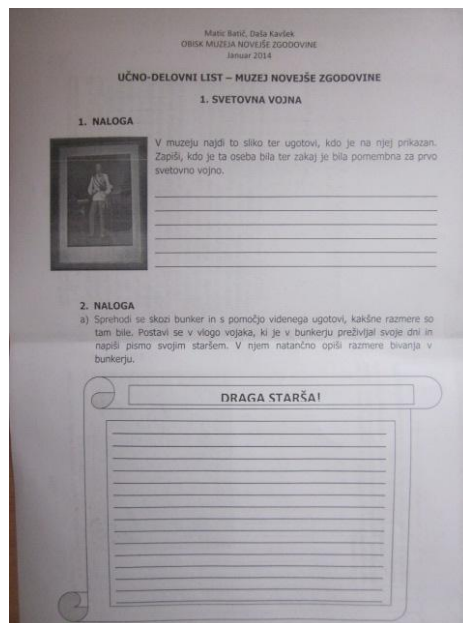 Matic Batič, Daša Kavšek
OBISK MUZEJA NOVEJŠE ZGODOVINE
Januar 2014
UČNO-DELOVNI LIST – MUZEJ NOVEJŠE ZGODOVINE
1. SVETOVNA VOJNA
1. NALOGA
V muzeju najdi to sliko ter ugotovi, kdo je na njej prikazan.
Zapiši, kdo je ta oseba bila ter zakaj je bila pomembna za prvo
svetovno vojno.
2. NALOGA
a) Sprehodi se skozi bunker in s pomočjo videnega ugotovi, kakšne razmere so
tam bile. Postavi se v vlogo vojaka, ki je v bunkerju preživljal svoje dni in
napiši pismo svojim staršem. V njem natančno opiši razmere bivanja v
bunkerju.
DRAGA STARŠA!